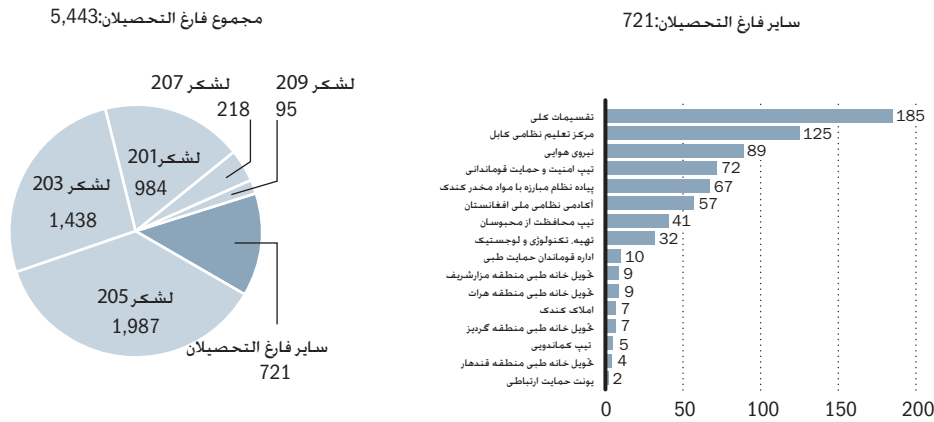 مجموع فارغ التحصیلان:5,443
لشکر 207
218
لشکر 209
95
لشکر201
984
لشکر 203
1,438
لشکر 205
1,987
سایر فارغ التحصیلان
721
سایر فارغ التحصیلان:721
تقسیمات کلی 185
مرکز تعلیم نظامی کابل 125
نیروی هوایی 89
تیپ امنیت و حمایت قوماندانی 72
پیاده نظام مبارزه با مواد مخدر کندک 67
آکادمی نظامی ملی افغانستان 57
تیپ محافظت از محبوسان 41
تهیه، تکنولوژی و لوجستیک 32
اداره قوماندان حمایت طبی 10
تحویل خانه طبی منطقه مزارشریف 9
تحویل خانه طبی منطقه هرات 9
املاک کندک 7
تحویل خانه طبی منطقه گردیز 7
تیپ کماندویی 5
تحویل خانه طبی منطقه قندهار 4
یونت حمایت ارتباطی 2
0 50 100 150 200